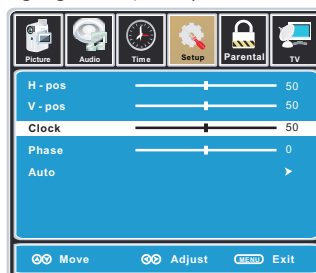 Picture Audio Time Setup Parental TV
H - pos 50
V - pos 50
Clock 50
Phase 0
Auto
Move Adjust MENU Exit